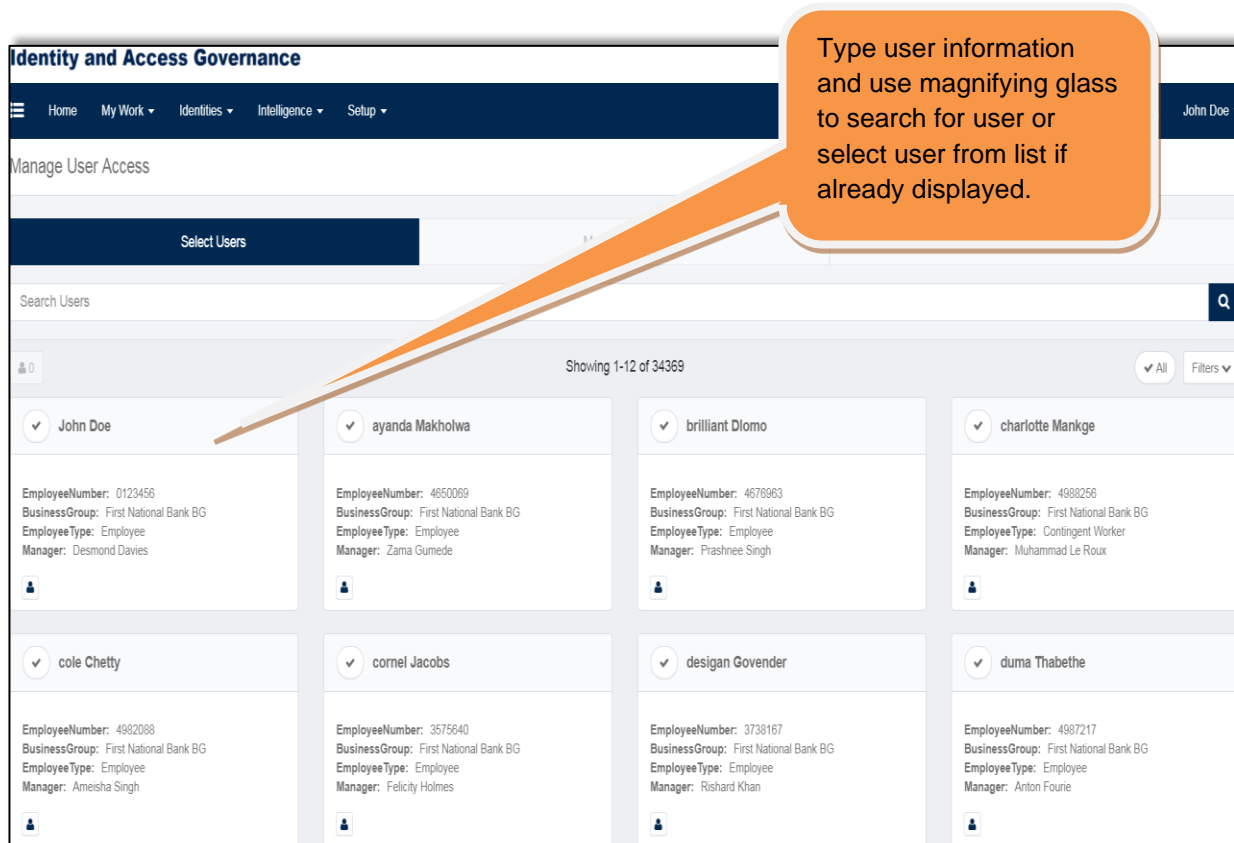 Identity and Access Governance
Type user information
and use magnifying glass
to search for user or
select user from list if
already displayed.
Home My Work Identities Intelligence Setup John Doe
Manage User Access
Select Users
Search Users
0 Showing 1-12 of 34369 All Filters
John Doe
EmployeeNumber: 0123456
BusinessGroup: First National Bank BG
EmployeeType: Employee
Manager: Desmond Davies
ayanda Makholwa
EmployeeNumber: 4650069
BusinessGroup: First National Bank BG
EmployeeType: Employee
Manager: Zama Gumede
brilliant Dlomo
EmployeeNumber: 4676963
BusinessGroup: First National Bank BG
EmployeeType: Employee
Manager: Prashnee Singh
charlotte Mankge
EmployeeNumber: 4988256
BusinessGroup: First National Bank BG
EmployeeType: Contingent Worker
Manager: Muhammad Le Roux
cole Chetty
EmployeeNumber: 4982088
BusinessGroup: First National Bank BG
EmployeeType: Employee
Manager: Ameisha Singh
cornel Jacobs
EmployeeNumber: 3575640
BusinessGroup: First National Bank BG
EmployeeType: Employee
Manager: Felicity Holmes
desigan Govender
EmployeeNumber: 3738167
BusinessGroup: First National Bank BG
EmployeeType: Employee
Manager: Rishard Khan
duma Thabethe
EmployeeNumber: 4987217
BusinessGroup: First National Bank BG
EmployeeType: Employee
Manager: Anton Fourie